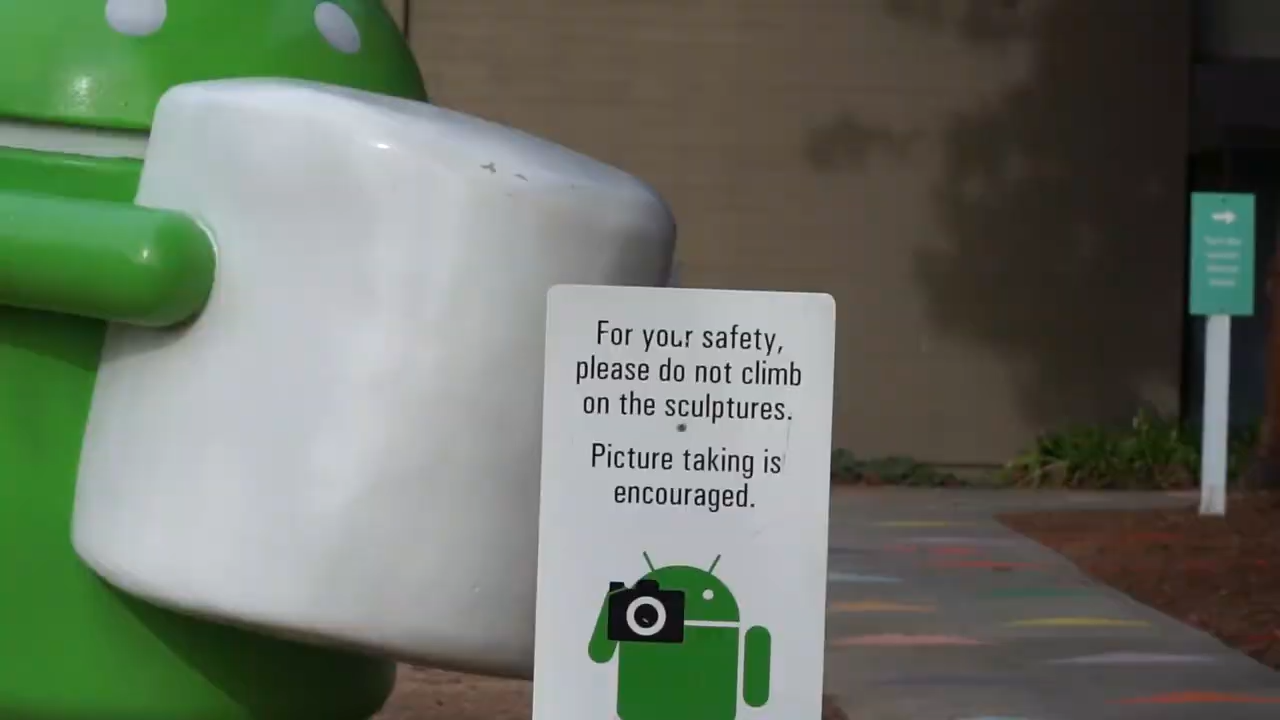 For your safety,
please do not climb
on the sculptures.
Picture taking is
encouraged.